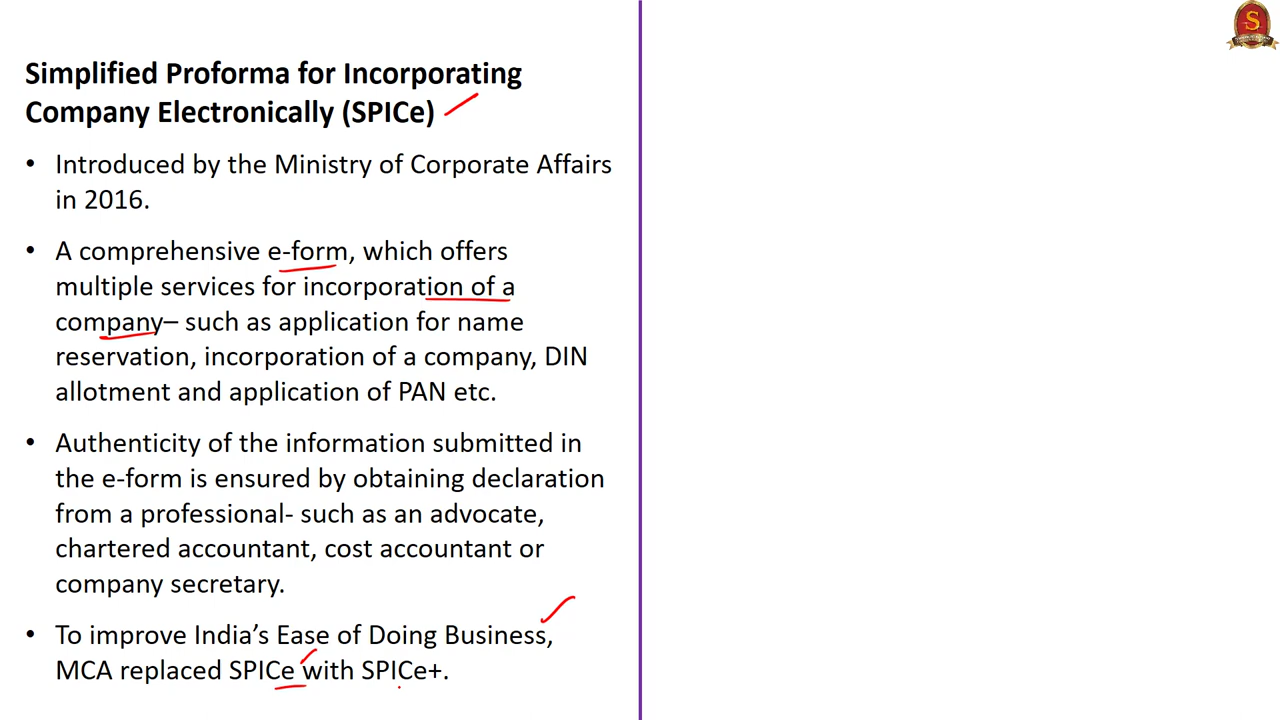 Simplified Proforma for Incorporating
Company Electronically (SPICe)
• Introduced by the Ministry of Corporate Affairs
in 2016.
• A comprehensive e-form, which offers
multiple services for incorporation of a
company– such as application for name
reservation, incorporation of a company, DIN
allotment and application of PAN etc.
• Authenticity of the information submitted in
the e-form is ensured by obtaining declaration
from a professional- such as an advocate,
chartered accountant, cost accountant or
company secretary.
• To improve India’s Ease of Doing Business,
MCA replaced SPICe with SPICe+.
S